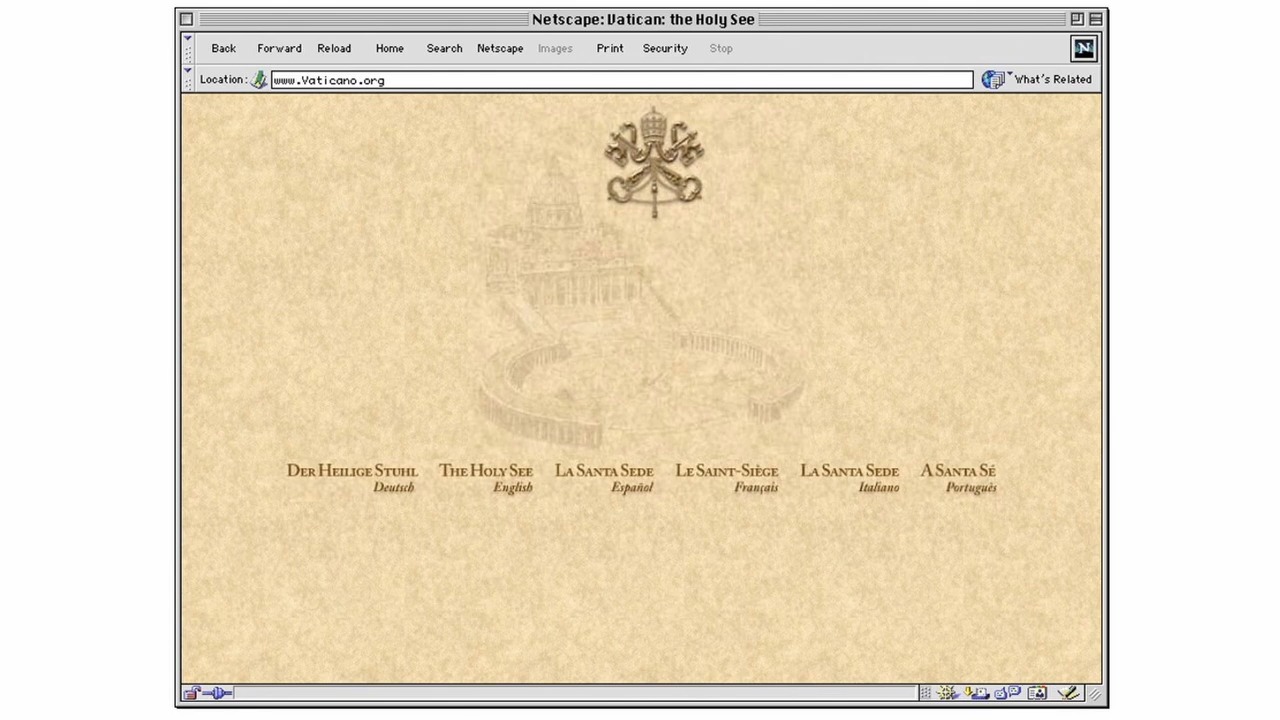 Netscape: Vatican: the Holy See
Back Forward Reload Home Search Netscape Images Print Security Stop
N
Location: www.Vaticano.org What's Related
DER HEILIGE STUHL THE HOLY SEE LA SANTA SEDE LE SAINT-SIÈGE LA SANTA SEDE A SANTA SÉ
Deutsch English Español Français Italiano Português